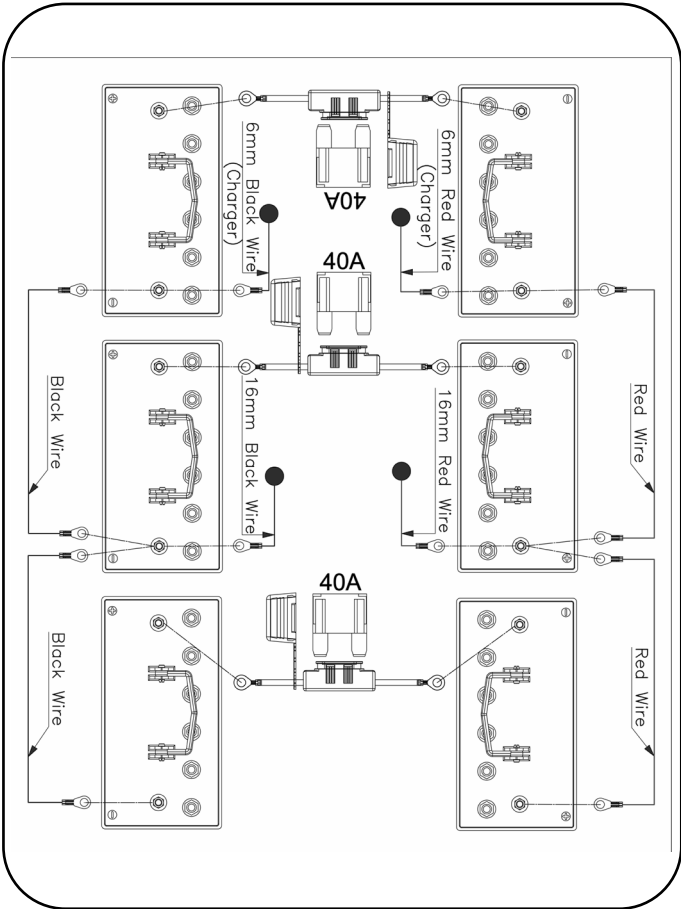 40A
6mm Black Wire
(Charger)
6mm Red Wire
(Charger)
40A
Black Wire
16mm Black Wire
16mm Red Wire
Red Wire
40A
Black Wire
Red Wire